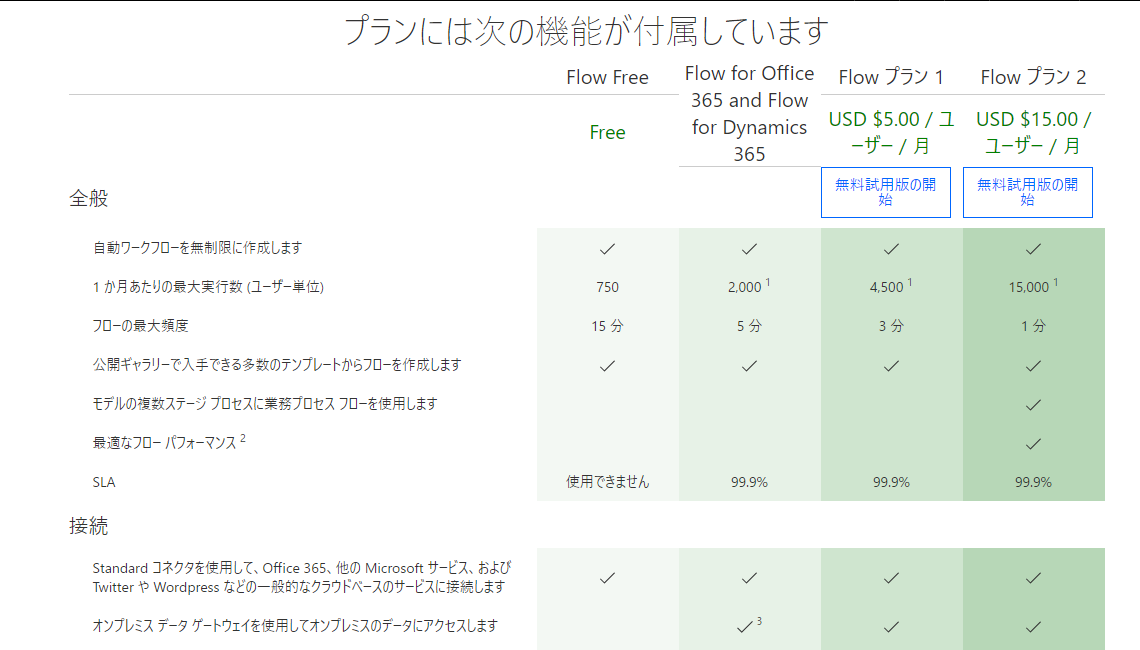 プランには次の機能が付属しています
Flow Free
Flow for Office
365 and Flow
for Dynamics
365
Flow プラン 1
Flow プラン 2
Free
USD $5.00 / ユ
ーザー / 月
USD $15.00 /
ユーザー / 月
無料試用版の開
始
無料試用版の開
始
全般
自動ワークフローを無制限に作成します ✓ ✓ ✓ ✓
1 か月あたりの最大実行数 (ユーザー単位) 750 2,000 1 4,500 1 15,000 1
フローの最大頻度 15 分 5 分 3 分 1 分
公開ギャラリーで入手できる多数のテンプレートからフローを作成します ✓ ✓ ✓ ✓
モデルの複数ステージ プロセスに業務プロセス フローを使用します ✓
最適なフロー パフォーマンス 2 ✓
SLA 使用できません 99.9% 99.9% 99.9%
接続
Standard コネクタを使用して、Office 365、他の Microsoft サービス、および
Twitter や Wordpress などの一般的なクラウドベースのサービスに接続します ✓ ✓ ✓ ✓
オンプレミス データ ゲートウェイを使用してオンプレミスのデータにアクセスします ✓ 3 ✓ ✓